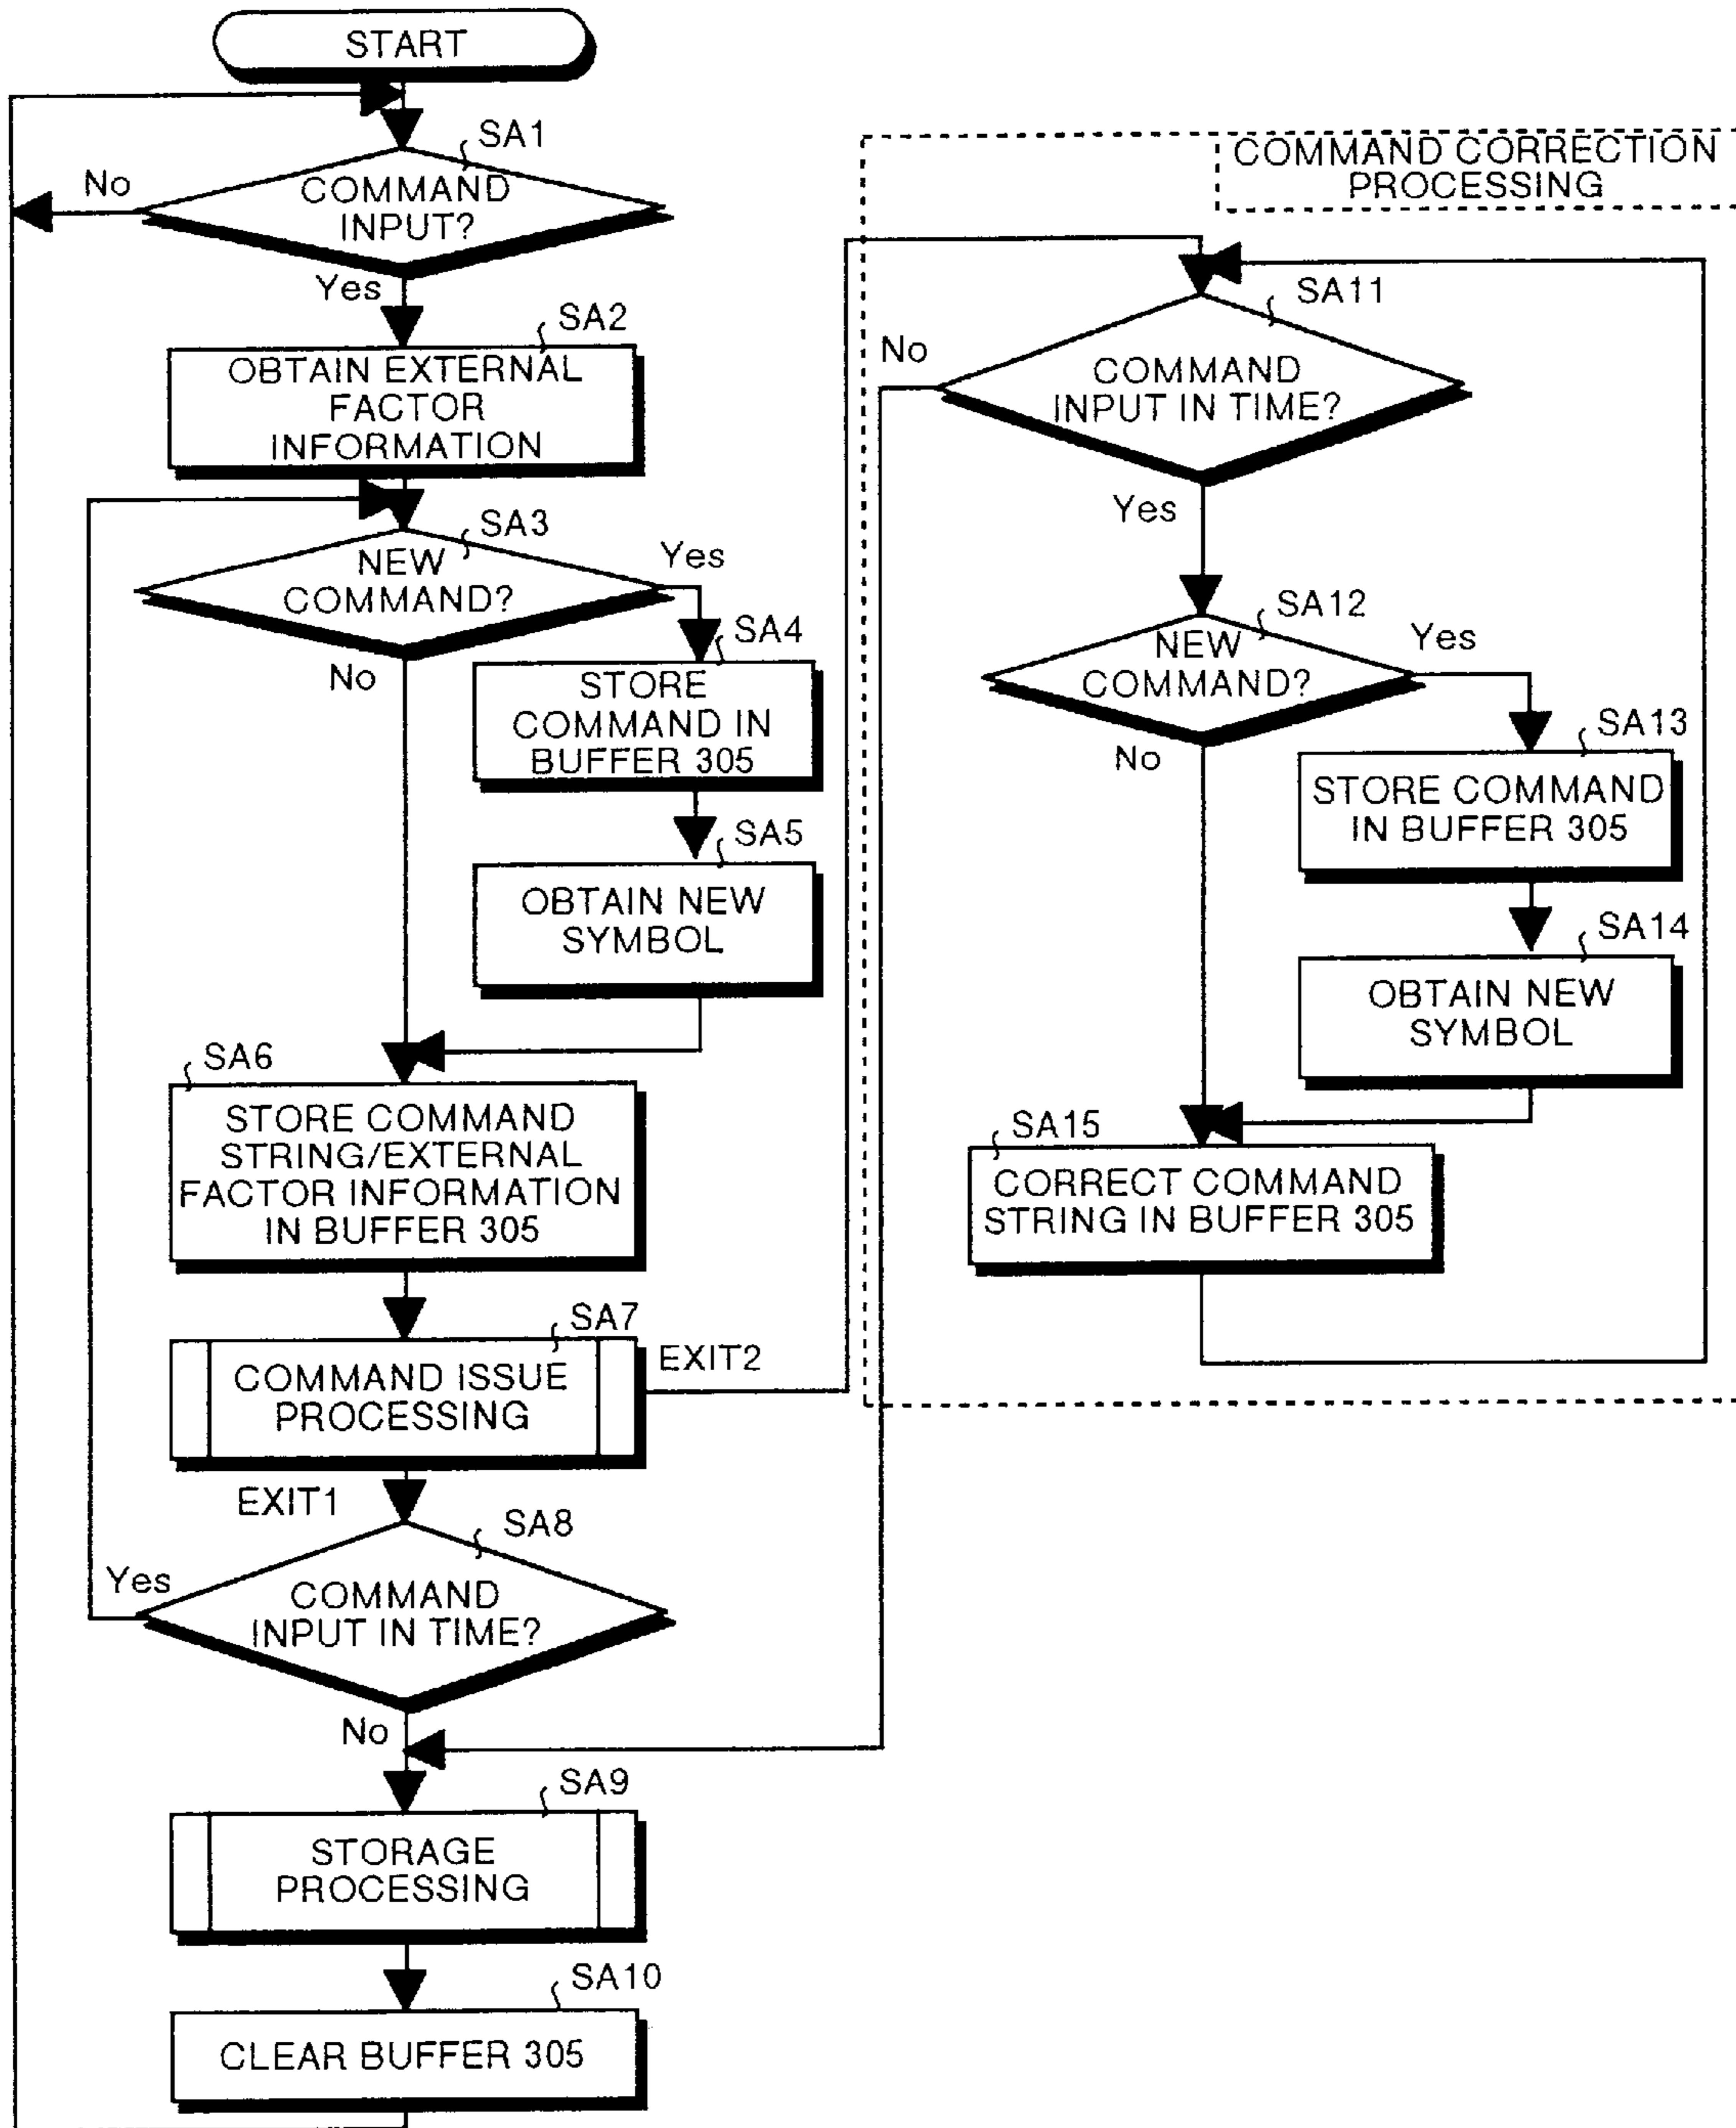 START
SA1
No
COMMAND
INPUT?
Yes
SA2
OBTAIN EXTERNAL
FACTOR
INFORMATION
SA3
NEW
COMMAND?
Yes
No
SA4
STORE
COMMAND IN
BUFFER 305
SA5
OBTAIN NEW
SYMBOL
SA6
STORE COMMAND
STRING/EXTERNAL
FACTOR INFORMATION
IN BUFFER 305
SA7
COMMAND ISSUE
PROCESSING
EXIT2
EXIT1
SA8
Yes
COMMAND
INPUT IN TIME?
No
SA9
STORAGE
PROCESSING
SA10
CLEAR BUFFER 305
COMMAND CORRECTION
PROCESSING
SA11
No
COMMAND
INPUT IN TIME?
Yes
SA12
NEW
COMMAND?
Yes
No
SA13
STORE COMMAND
IN BUFFER 305
SA14
OBTAIN NEW
SYMBOL
SA15
CORRECT COMMAND
STRING IN BUFFER 305